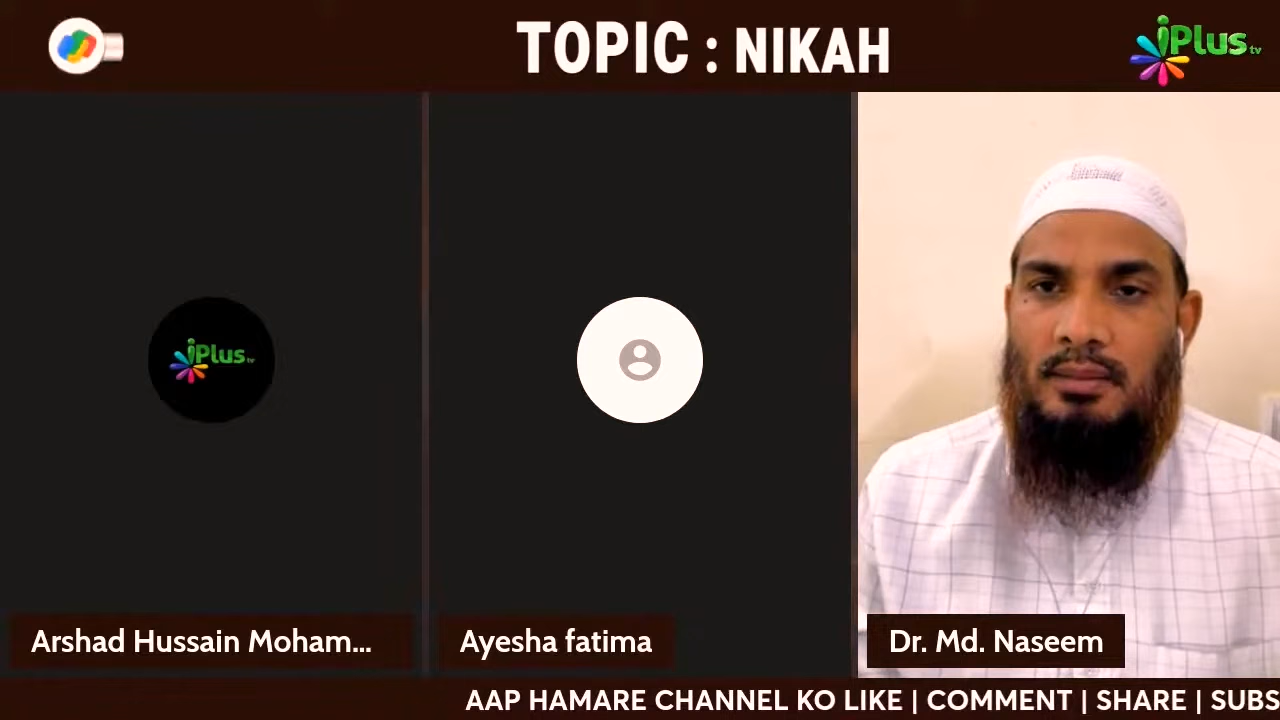 TOPIC : NIKAH
iPlus tv
iPlus tv
Arshad Hussain Moham...
Ayesha fatima
Dr. Md. Naseem
AAP HAMARE CHANNEL KO LIKE | COMMENT | SHARE | SUBS